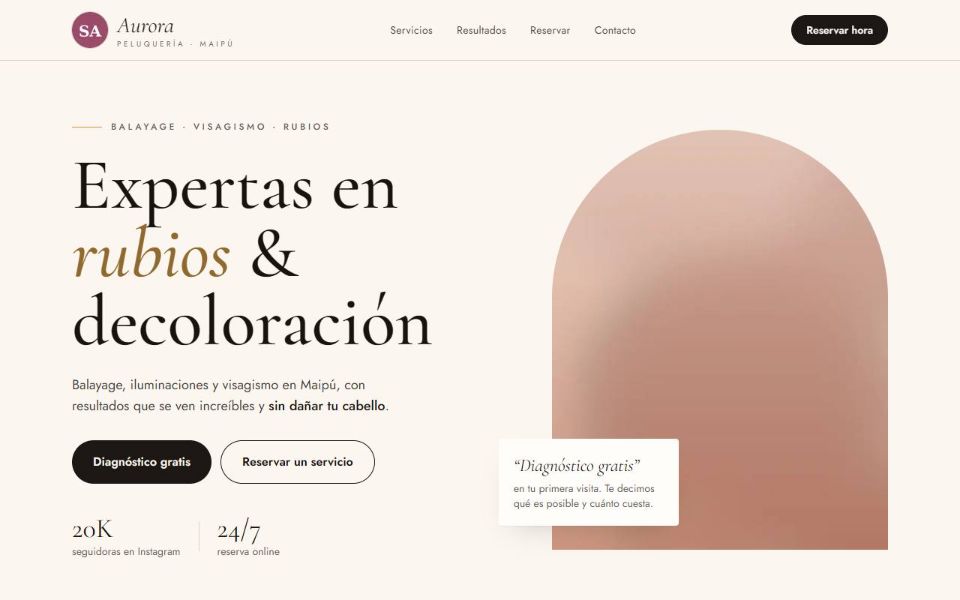 SA
Aurora
PELUQUERÍA · MAIPÚ
Servicios
Resultados
Reservar
Contacto
Reservar hora
BALAYAGE · VISAGISMO · RUBIOS
Expertas en
rubios &
decoloración
Balayage, iluminaciones y visagismo en Maipú, con
resultados que se ven increíbles y sin dañar tu cabello.
Diagnóstico gratis
Reservar un servicio
“Diagnóstico gratis”
en tu primera visita. Te decimos
qué es posible y cuánto cuesta.
20K
seguidoras en Instagram
24/7
reserva online